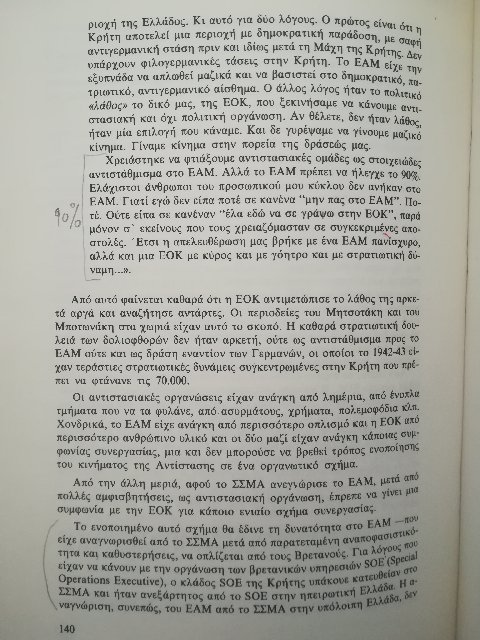 ριοχή της Ελλάδος. Κι αυτό για δύο λόγους. Ο πρώτος είναι ότι η
Κρήτη αποτελεί μια περιοχή με δημοκρατική παράδοση, με σαφή
αντιγερμανική στάση πριν και ιδίως μετά τη Μάχη της Κρήτης. Δεν
υπάρχουν φιλογερμανικές τάσεις στην Κρήτη. Το ΕΑΜ είχε την
εξυπνάδα να απλωθεί μαζικά και να βασιστεί στο δημοκρατικό, πα-
τριωτικό, αντιγερμανικό αίσθημα. Ο άλλος λόγος ήταν το πολιτικό
«λάθος» το δικό μας, της ΕΟΚ, που ξεκινήσαμε να κάνουμε αντι-
στασιακή και όχι πολιτική οργάνωση. Αν θέλετε, δεν ήταν λάθος,
ήταν μία επιλογή που κάναμε. Και δε γυρέψαμε να γίνουμε μαζικό
κίνημα. Γίναμε κίνημα στην πορεία της δράσεώς μας.
Χρειάστηκε να φτιάξουμε αντιστασιακές ομάδες ως στοιχειώδες
αντιστάθμισμα στο ΕΑΜ. Αλλά το ΕΑΜ πρέπει να ήλεγχε το 90%.
Ελάχιστοι άνθρωποι του προσωπικού μου κύκλου δεν ανήκαν στο
ΕΑΜ. Γιατί εγώ δεν είπα ποτέ σε κανένα "μην πας στο ΕΑΜ". Πο-
τέ. Ούτε είπα σε κανέναν "έλα εδώ να σε γράψω στην ΕΟΚ", παρά
μόνον σ' εκείνους που τους χρειαζόμασταν σε συγκεκριμένες απο-
στολές. Έτσι η απελευθέρωση μας βρήκε με ένα ΕΑΜ πανίσχυρο,
αλλά και μια ΕΟΚ με κύρος και με γόητρο και με στρατιωτική δύ-
ναμη...».
90%
Από αυτό φαίνεται καθαρά ότι η ΕΟΚ αντιμετώπισε το λάθος της αρκε-
τά αργά και αναζήτησε αντάρτες. Οι περιοδείες του Μητσοτάκη και του
Μποτωνάκη στα χωριά είχαν αυτό το σκοπό. Η καθαρά στρατιωτική δου-
λειά των δολιοφθορών δεν ήταν αρκετή, ούτε ως αντιστάθμισμα προς το
ΕΑΜ ούτε και ως δράση εναντίον των Γερμανών, οι οποίοι το 1942-43 εί-
χαν τεράστιες στρατιωτικές δυνάμεις συγκεντρωμένες στην Κρήτη που πρέ-
πει να φτάνανε τις 70.000.
Οι αντιστασιακές οργανώσεις είχαν ανάγκη από λημέρια, από ένοπλα
τμήματα που να τα φυλάνε, από ασυρμάτους, χρήματα, πολεμοφόδια κλπ.
Χονδρικά, το ΕΑΜ είχε ανάγκη από περισσότερο οπλισμό και η ΕΟΚ από
περισσότερο ανθρώπινο υλικό και οι δύο μαζί είχαν ανάγκη κάποιας συμ-
φωνίας συνεργασίας, μια και δεν μπορούσε να βρεθεί τρόπος ενοποίησης
του κινήματος της Αντίστασης σε ένα οργανωτικό σχήμα.
Από την άλλη μεριά, αφού το ΣΣΜΑ ανεγνώρισε το ΕΑΜ, μετά από
πολλές αμφισβητήσεις, ως αντιστασιακή οργάνωση, έπρεπε να γίνει μια
συμφωνία με την ΕΟΚ για κάποιο ενιαίο σχήμα συνεργασίας.
Το ενοποιημένο αυτό σχήμα θα έδινε τη δυνατότητα στο ΕΑΜ —που
είχε αναγνωρισθεί από το ΣΣΜΑ μετά από παρατεταμένη αναποφασιστικό-
τητα και καθυστερήσεις, να οπλίζεται από τους Βρετανούς. Για λόγους που
είχαν να κάνουν με την οργάνωση των βρετανικών υπηρεσιών SOE (Special
Operations Executive), ο κλάδος SOE της Κρήτης υπάκουε κατευθείαν στο
ΣΣΜΑ και ήταν ανεξάρτητος από το SOE στην ηπειρωτική Ελλάδα. Η α-
ναγνώριση, συνεπώς, του ΕΑΜ από το ΣΣΜΑ στην υπόλοιπη Ελλάδα, δεν
140